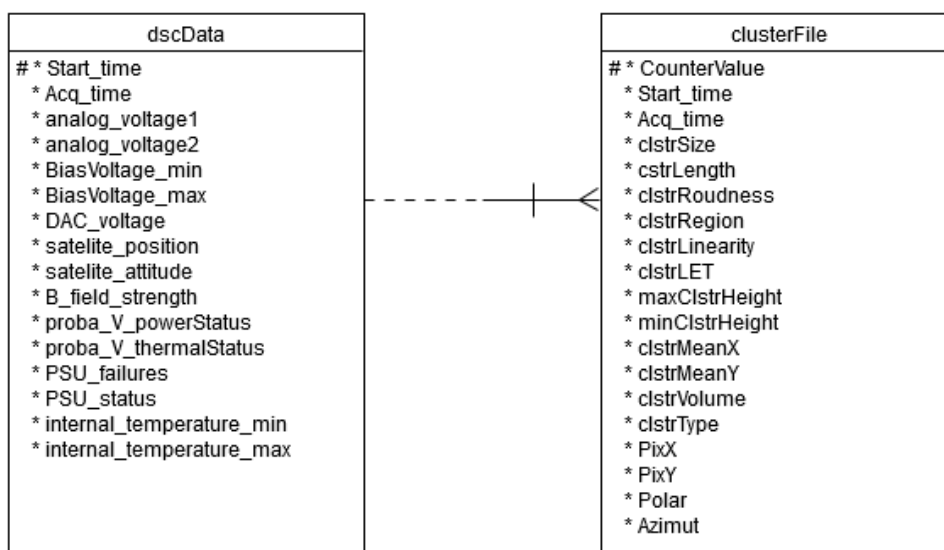 dscData
# * Start_time
* Acq_time
* analog_voltage1
* analog_voltage2
* BiasVoltage_min
* BiasVoltage_max
* DAC_voltage
* satelite_position
* satelite_attitude
* B_field_strength
* proba_V_powerStatus
* proba_V_thermalStatus
* PSU_failures
* PSU_status
* internal_temperature_min
* internal_temperature_max
clusterFile
# * CounterValue
* Start_time
* Acq_time
* clstrSize
* cstrLength
* clstrRoudness
* clstrRegion
* clstrLinearity
* clstrLET
* maxClstrHeight
* minClstrHeight
* clstrMeanX
* clstrMeanY
* clstrVolume
* clstrType
* PixX
* PixY
* Polar
* Azimut